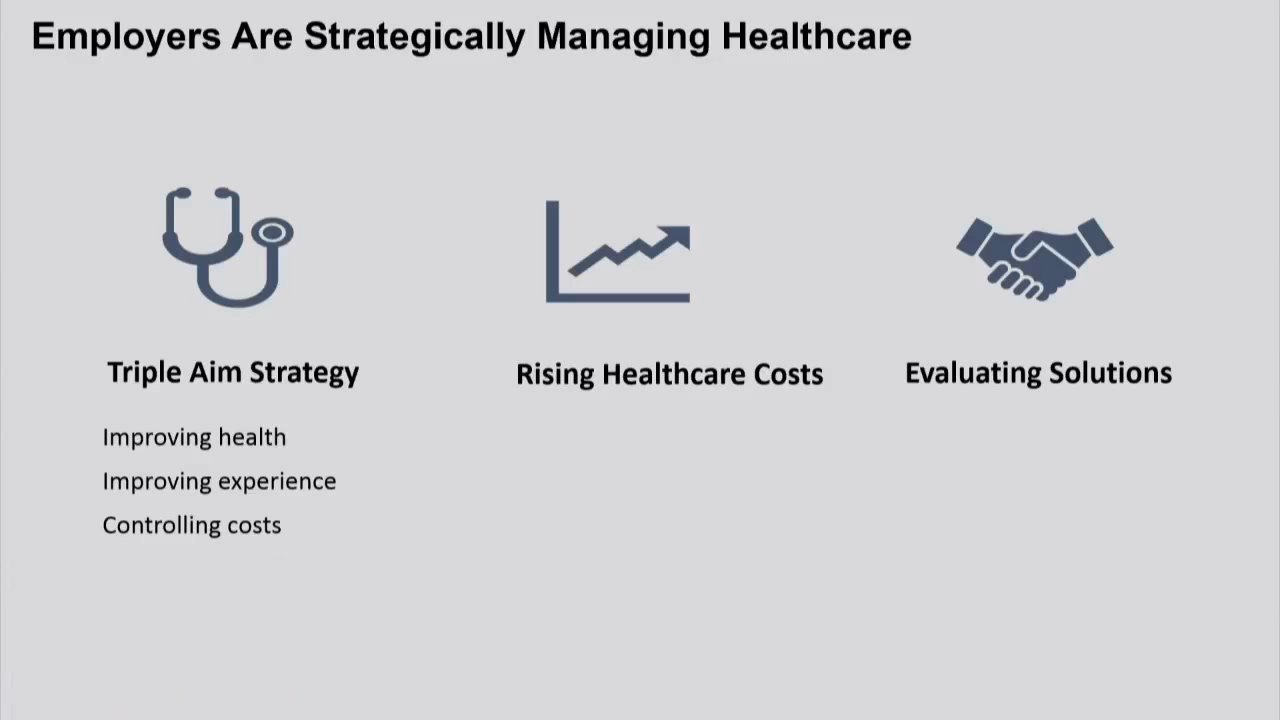 Employers Are Strategically Managing Healthcare
Triple Aim Strategy
Improving health
Improving experience
Controlling costs
Rising Healthcare Costs
Evaluating Solutions